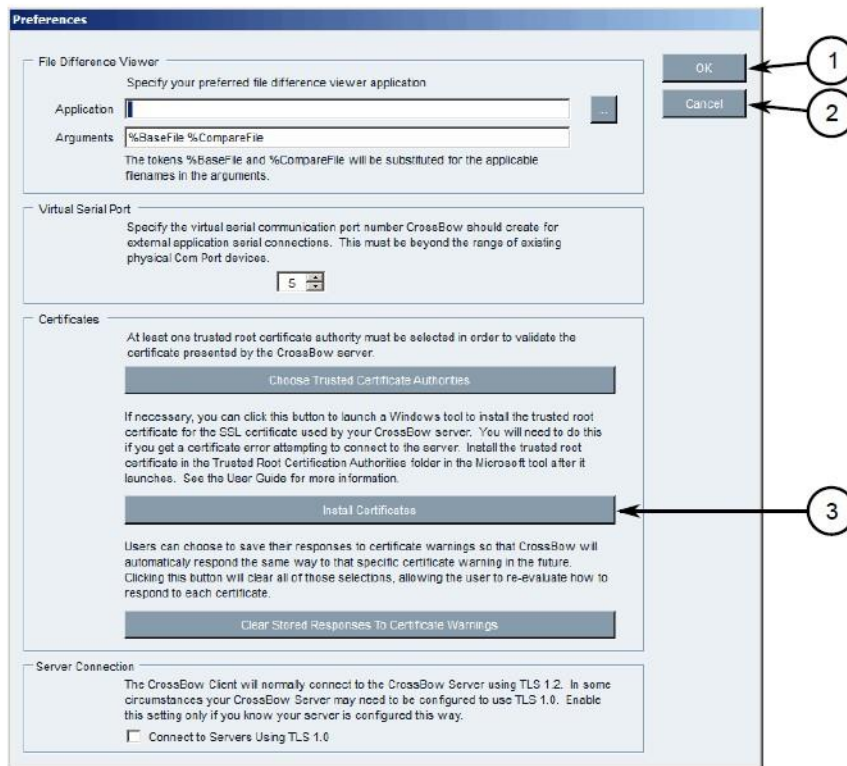 Preferences
File Difference Viewer
Specify your preferred file difference viewer application
Application
...
Arguments %BaseFile %CompareFile
The tokens %BaseFile and %CompareFile will be substituted for the applicable
filenames in the arguments.
OK
1
Cancel
2
Virtual Serial Port
Specify the virtual serial communication port number CrossBow should create for
external application serial connections. This must be beyond the range of existing
physical Com Port devices.
5
Certificates
At least one trusted root certificate authority must be selected in order to validate the
certificate presented by the CrossBow server.
Choose Trusted Certificate Authorities
If necessary, you can click this button to launch a Windows tool to install the trusted root
certificate for the SSL certificate used by your CrossBow server. You will need to do this
if you get a certificate error attempting to connect to the server. Install the trusted root
certificate in the Trusted Root Certification Authorities folder in the Microsoft tool after it
launches. See the User Guide for more information.
Install Certificates
3
Users can choose to save their responses to certificate warnings so that CrossBow will
automatically respond the same way to that specific certificate warning in the future.
Clicking this button will clear all of those selections, allowing the user to re-evaluate how to
respond to each certificate.
Clear Stored Responses To Certificate Warnings
Server Connection
The CrossBow Client will normally connect to the CrossBow Server using TLS 1.2. In some
circumstances your CrossBow Server may need to be configured to use TLS 1.0. Enable
this setting only if you know your server is configured this way.
Connect to Servers Using TLS 1.0